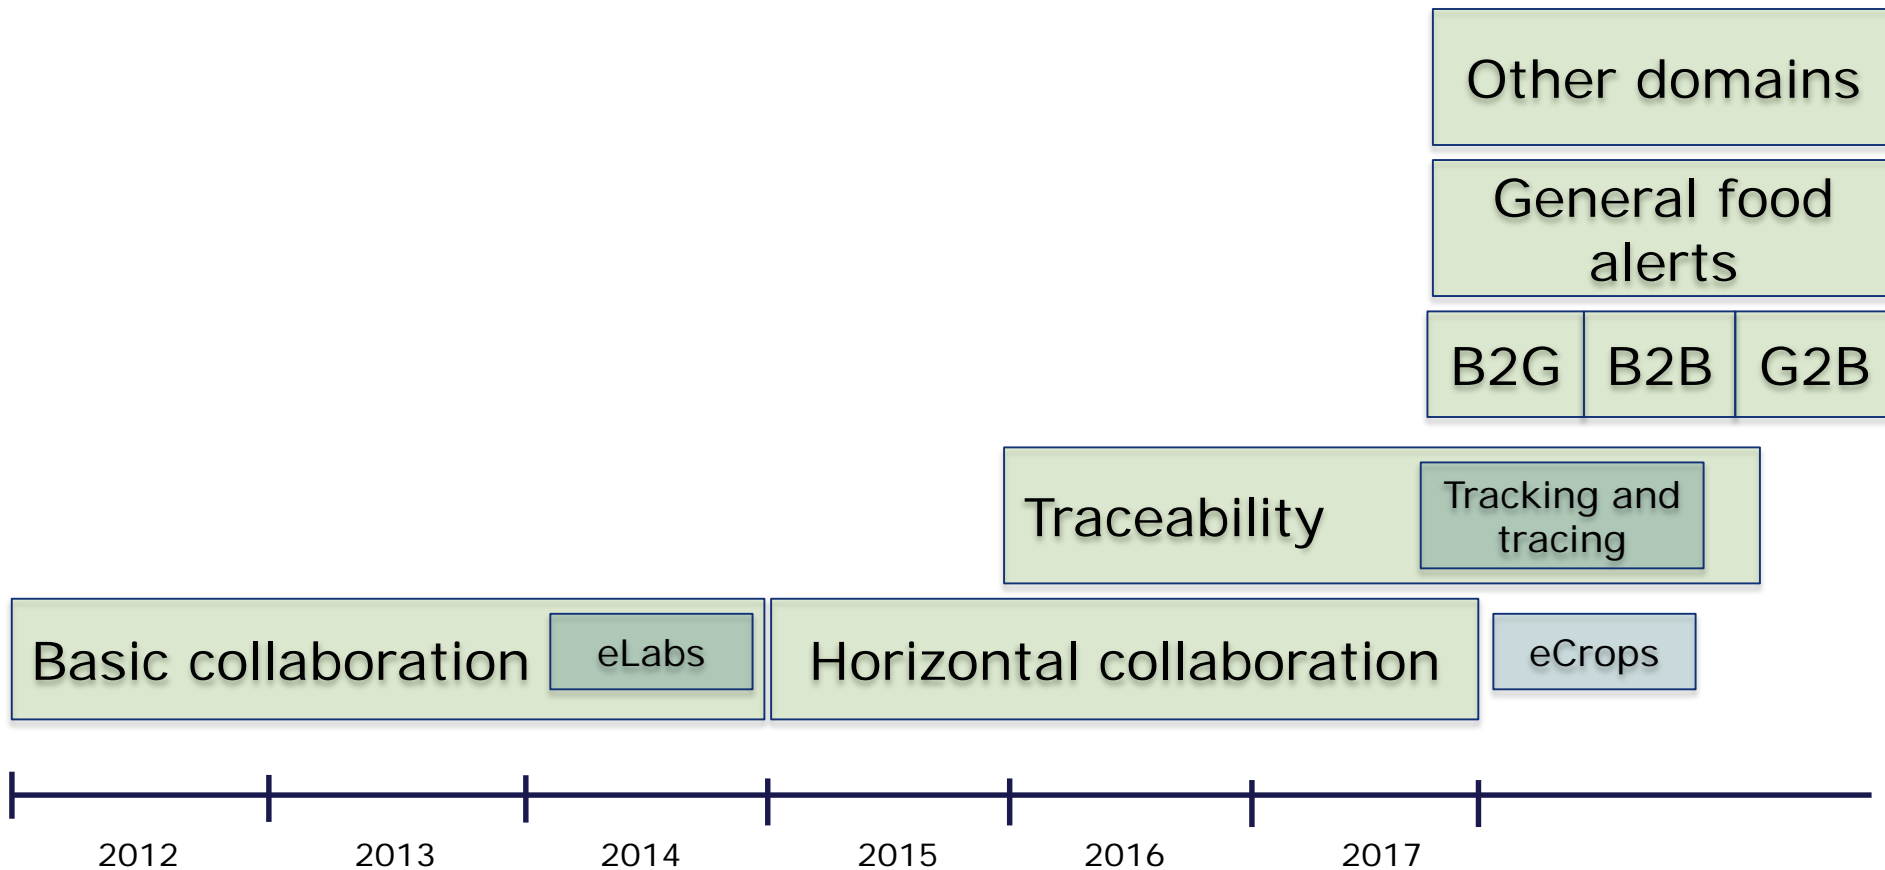 Other domains
General food
alerts
B2G B2B G2B
Traceability
Tracking and
tracing
Basic collaboration
eLabs
Horizontal collaboration
eCrops
2012 2013 2014 2015 2016 2017